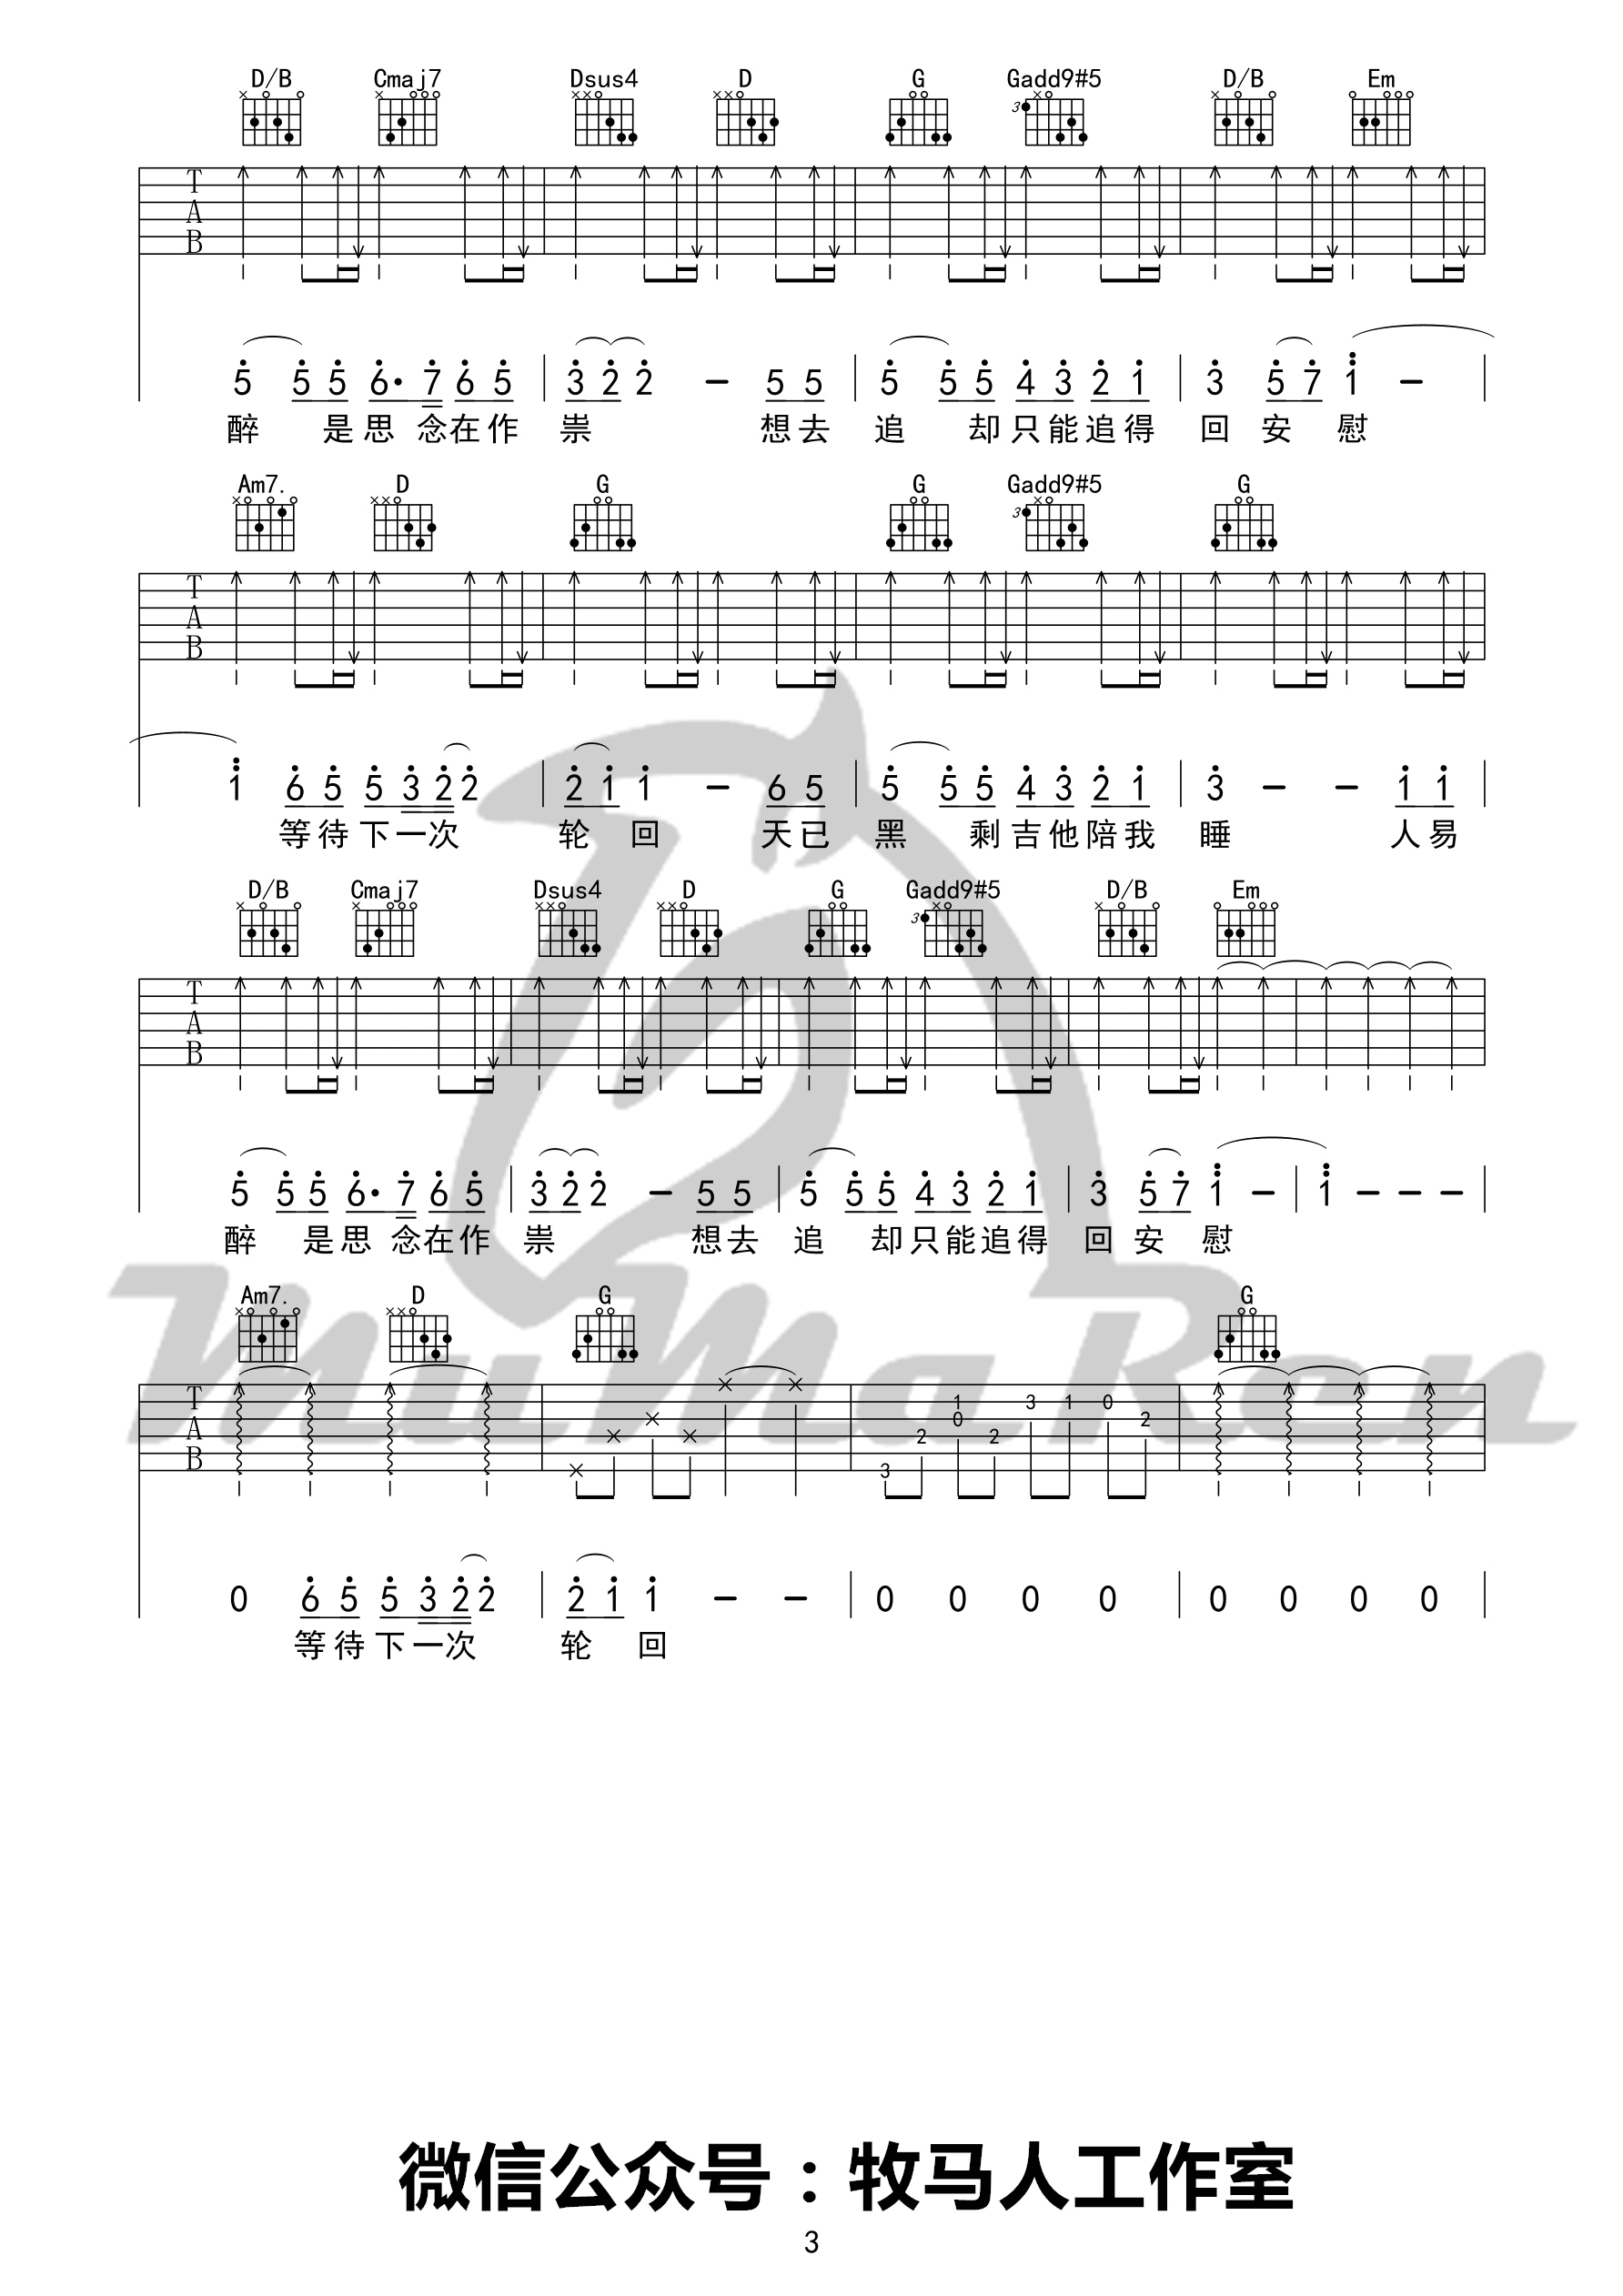 D/B Cmaj7 Dsus4 D G Gadd9#5 D/B Em
3
T
A
B
5 5 5 6· 7 6 5 3 2 2 – 5 5 5 5 5 4 3 2 1 3 5 7 1 –
醉 是思 念在作 祟 想去 追 却只能追得 回 安 慰
Am7. D G G Gadd9#5 G
3
T
A
B
1 6 5 5 3 2 2 2 1 1 – 6 5 5 5 5 4 3 2 1 3 – – 1 1
等待下一次 轮 回 天已 黑 剩吉他陪我 睡 人易
D/B Cmaj7 Dsus4 D G Gadd9#5 D/B Em
3
T
A
B
5 5 5 6· 7 6 5 3 2 2 – 5 5 5 5 5 4 3 2 1 3 5 7 1 – 1 – – –
醉 是思 念在作 祟 想去 追 却只能追得 回 安 慰
Am7. D G G
T
A
B
3 2 1 0 2 3 1 0 2
0 6 5 5 3 2 2 2 1 1 – – 0 0 0 0 0 0 0 0
等待下一次 轮 回
MuMaRen
微信公众号：牧马人工作室
3